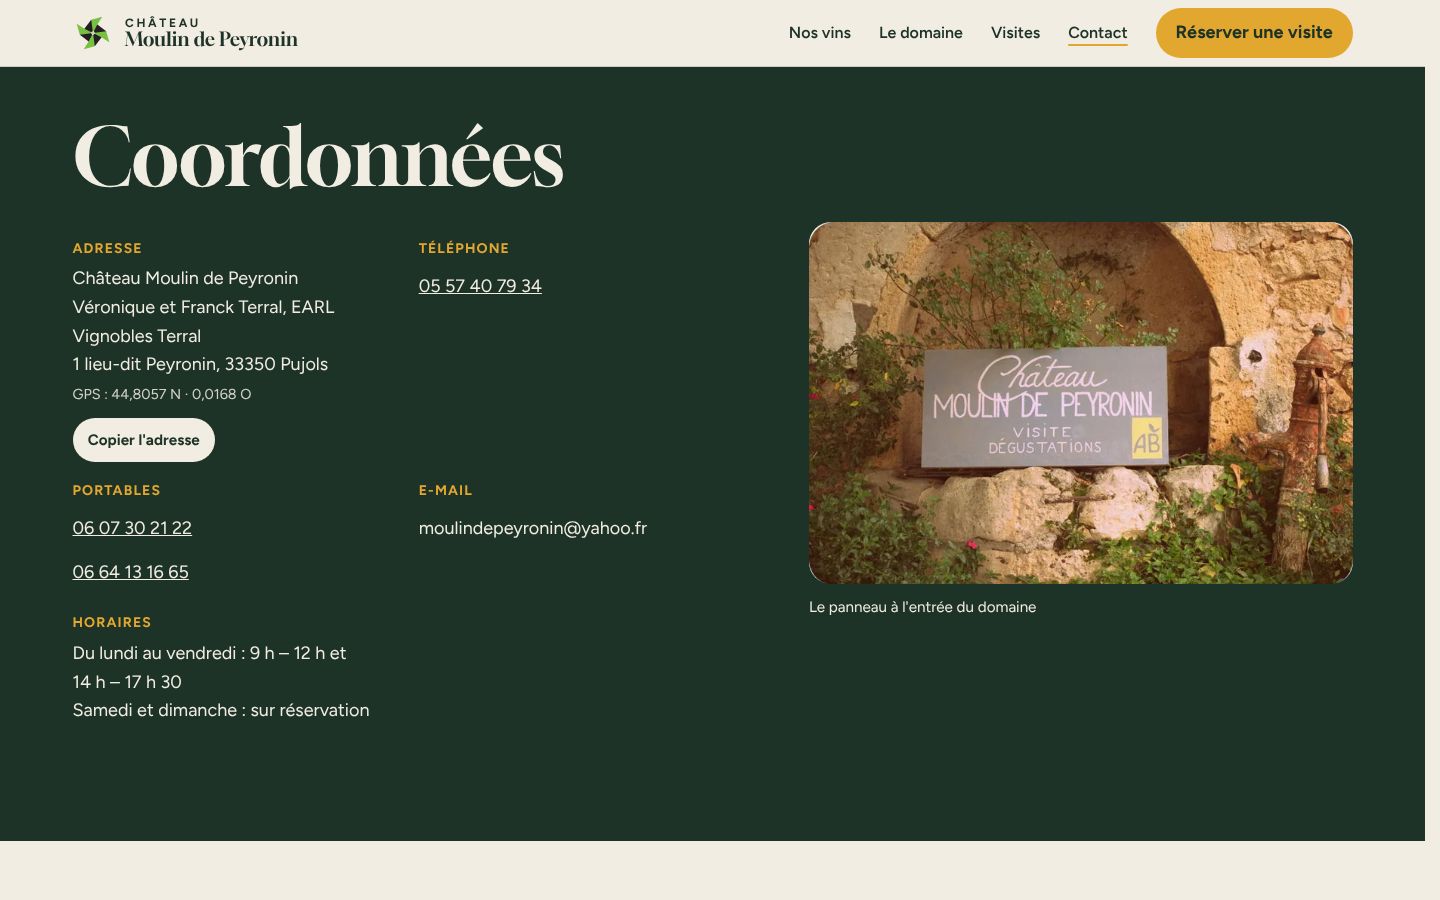 CHÂTEAU
Moulin de Peyronin
Nos vins
Le domaine
Visites
Contact
Réserver une visite
Coordonnées
ADRESSE
Château Moulin de Peyronin
Véronique et Franck Terral, EARL
Vignobles Terral
1 lieu-dit Peyronin, 33350 Pujols
GPS : 44,8057 N · 0,0168 O
Copier l'adresse
TÉLÉPHONE
05 57 40 79 34
PORTABLES
06 07 30 21 22
06 64 13 16 65
E-MAIL
moulindepeyronin@yahoo.fr
HORAIRES
Du lundi au vendredi : 9 h – 12 h et
14 h – 17 h 30
Samedi et dimanche : sur réservation
Château
MOULIN DE PEYRONIN
VISITE
DÉGUSTATIONS
AB
Le panneau à l'entrée du domaine